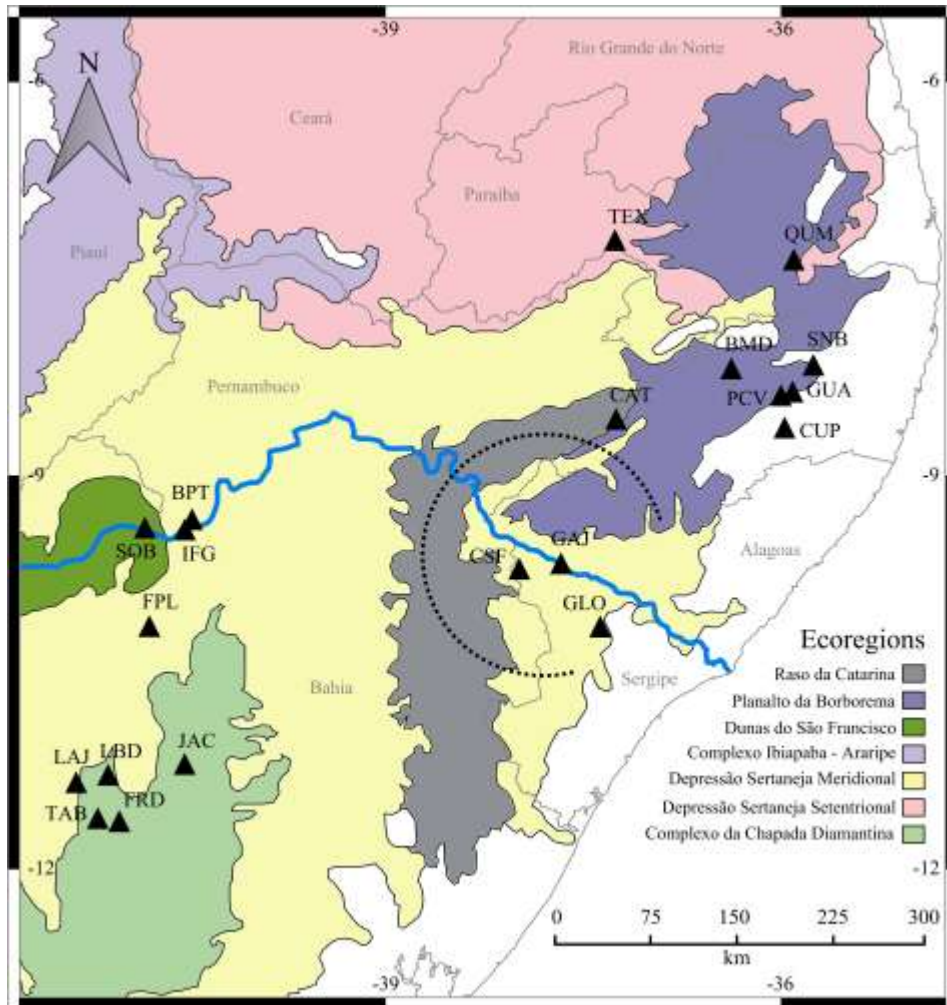 -39
-36
Rio Grande do Norte
N
-6
-6
Ceará
Paraiba
TEX
QUM
Piauí
BMD
SNB
Pernambuco
CAT
PCV
GUA
CUP
-9
-9
BPT
SOB
IFG
CSF
GAJ
Alagoas
FPL
GLO
Ecoregions
Bahia
Sergipe
Raso da Catarina
Planalto da Borborema
Dunas do São Francisco
LAJ
LBD
JAC
Complexo Ibiapaba - Araripe
Depressão Sertaneja Meridional
TAB
FRD
Depressão Sertaneja Setentrional
Complexo da Chapada Diamantina
-12
-12
0 75 150 225 300
km
-39
-36